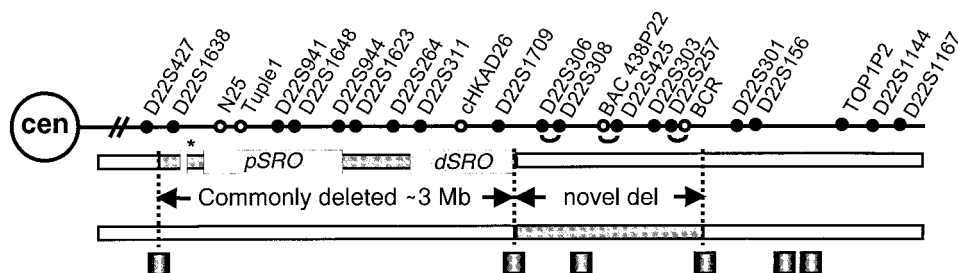 D22S427
D22S1638
N25
Tuple1
D22S941
D22S1648
D22S944
D22S1623
D22S264
D22S311
cHKAD26
D22S1709
D22S306
D22S308
BAC 438P22
D22S425
D22S303
D22S257
BCR
D22S301
D22S156
TOP1P2
D22S1144
D22S1167
cen
*
pSRO
dSRO
Commonly deleted ~3 Mb
novel del